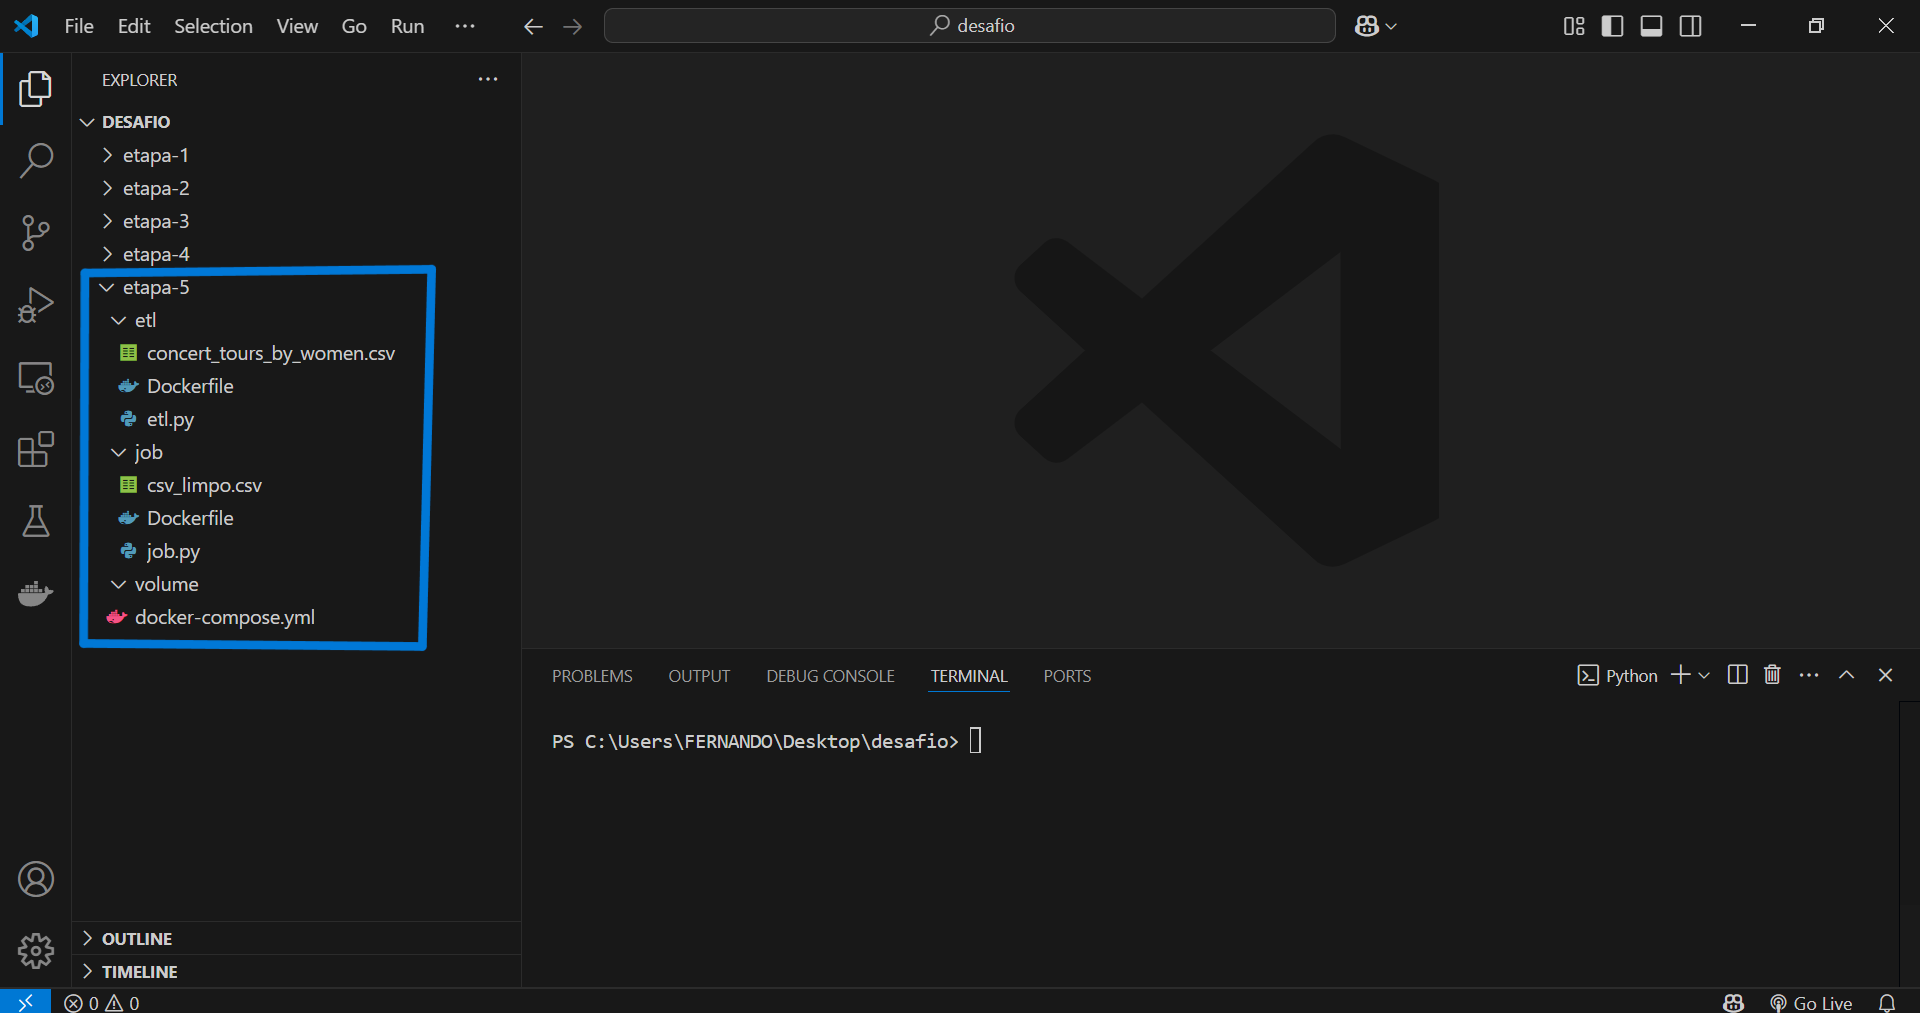 File Edit Selection View Go Run ··· desafio
EXPLORER
DESAFIO
etapa-1
etapa-2
etapa-3
etapa-4
etapa-5
etl
concert_tours_by_women.csv
Dockerfile
etl.py
job
csv_limpo.csv
Dockerfile
job.py
volume
docker-compose.yml
PROBLEMS OUTPUT DEBUG CONSOLE TERMINAL PORTS Python
PS C:\Users\FERNANDO\Desktop\desafio>
OUTLINE
TIMELINE
0 0 Go Live